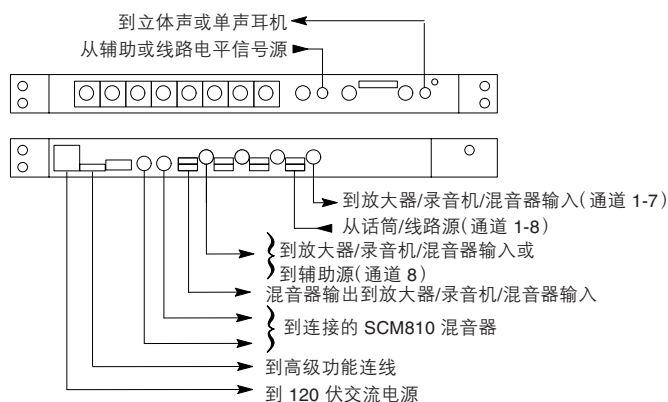 到立体声或单声耳机
从辅助或线路电平信号源
到放大器/录音机/混音器输入(通道 1-7)
从话筒/线路源(通道 1-8)
到放大器/录音机/混音器输入或
到辅助源(通道 8)
混音器输出到放大器/录音机/混音器输入
到连接的 SCM810 混音器
到高级功能连线
到 120 伏交流电源